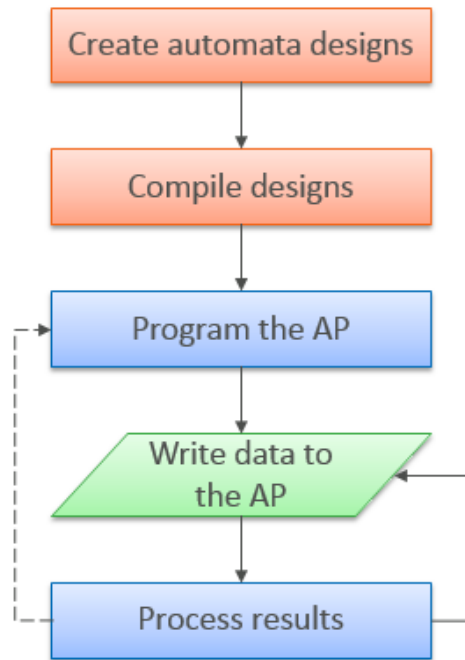 Create automata designs
Compile designs
Program the AP
Write data to
the AP
Process results